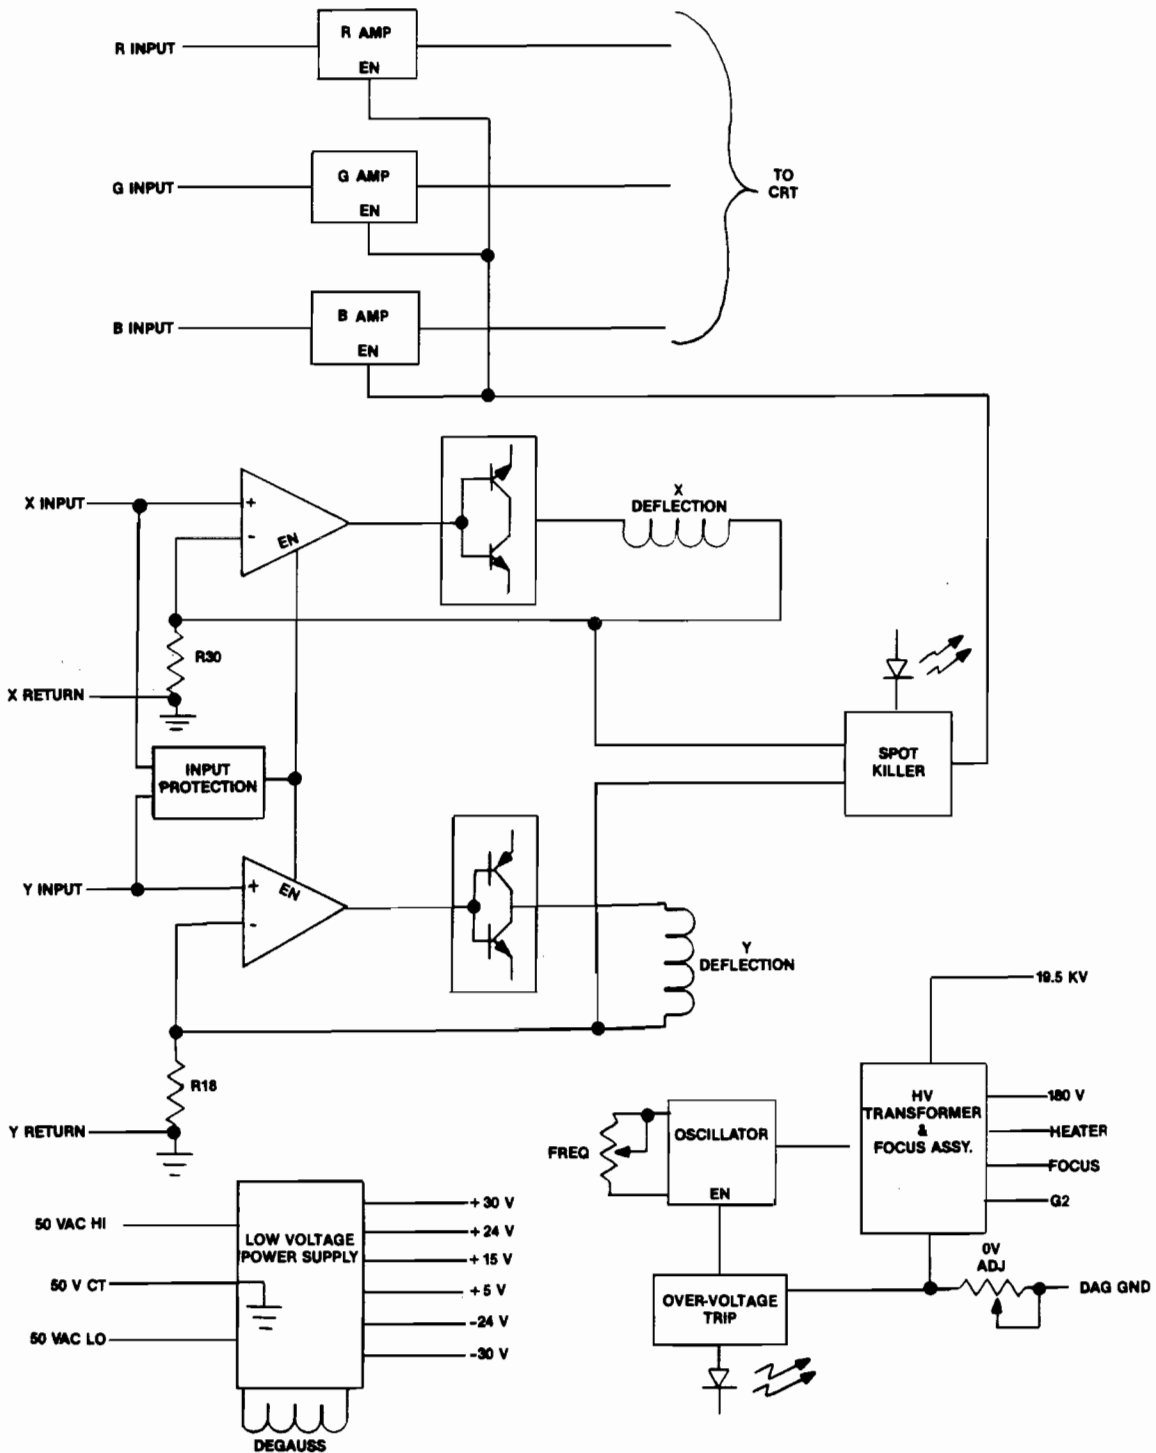 R INPUT
R AMP
EN
G INPUT
G AMP
EN
TO
CRT
B INPUT
B AMP
EN
X INPUT
+
-
EN
X
DEFLECTION
R30
X RETURN
INPUT
PROTECTION
SPOT
KILLER
Y INPUT
+
-
EN
Y
DEFLECTION
R18
Y RETURN
19.5 KV
HV
TRANSFORMER
&
FOCUS ASSY.
180 V
HEATER
FOCUS
G2
FREQ
OSCILLATOR
EN
OV
ADJ
DAG GND
OVER-VOLTAGE
TRIP
50 VAC HI
50 V CT
50 VAC LO
LOW VOLTAGE
POWER SUPPLY
+ 30 V
+ 24 V
+ 15 V
+ 5 V
-24 V
-30 V
DEGAUSS